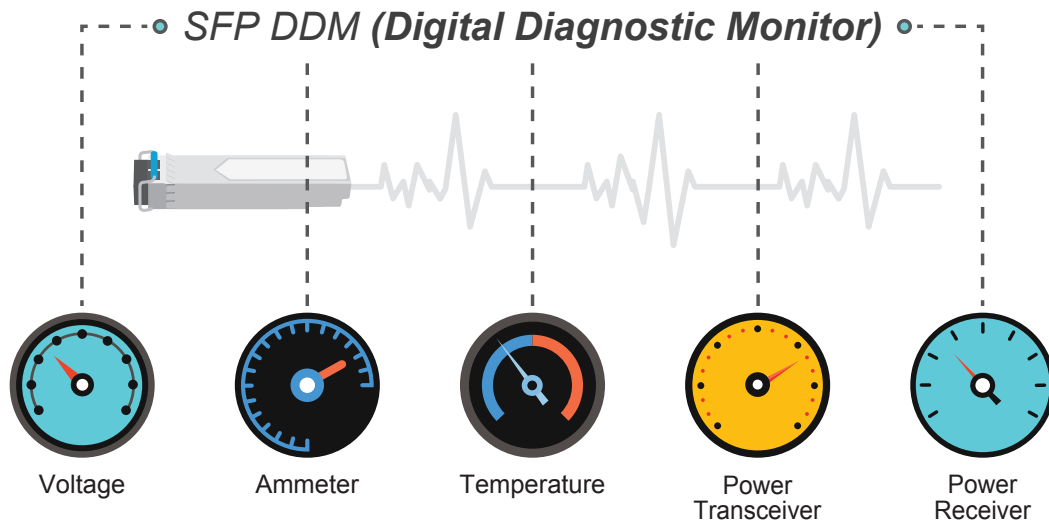 SFP DDM (Digital Diagnostic Monitor)
Voltage
Ammeter
Temperature
Power
Transceiver
Power
Receiver